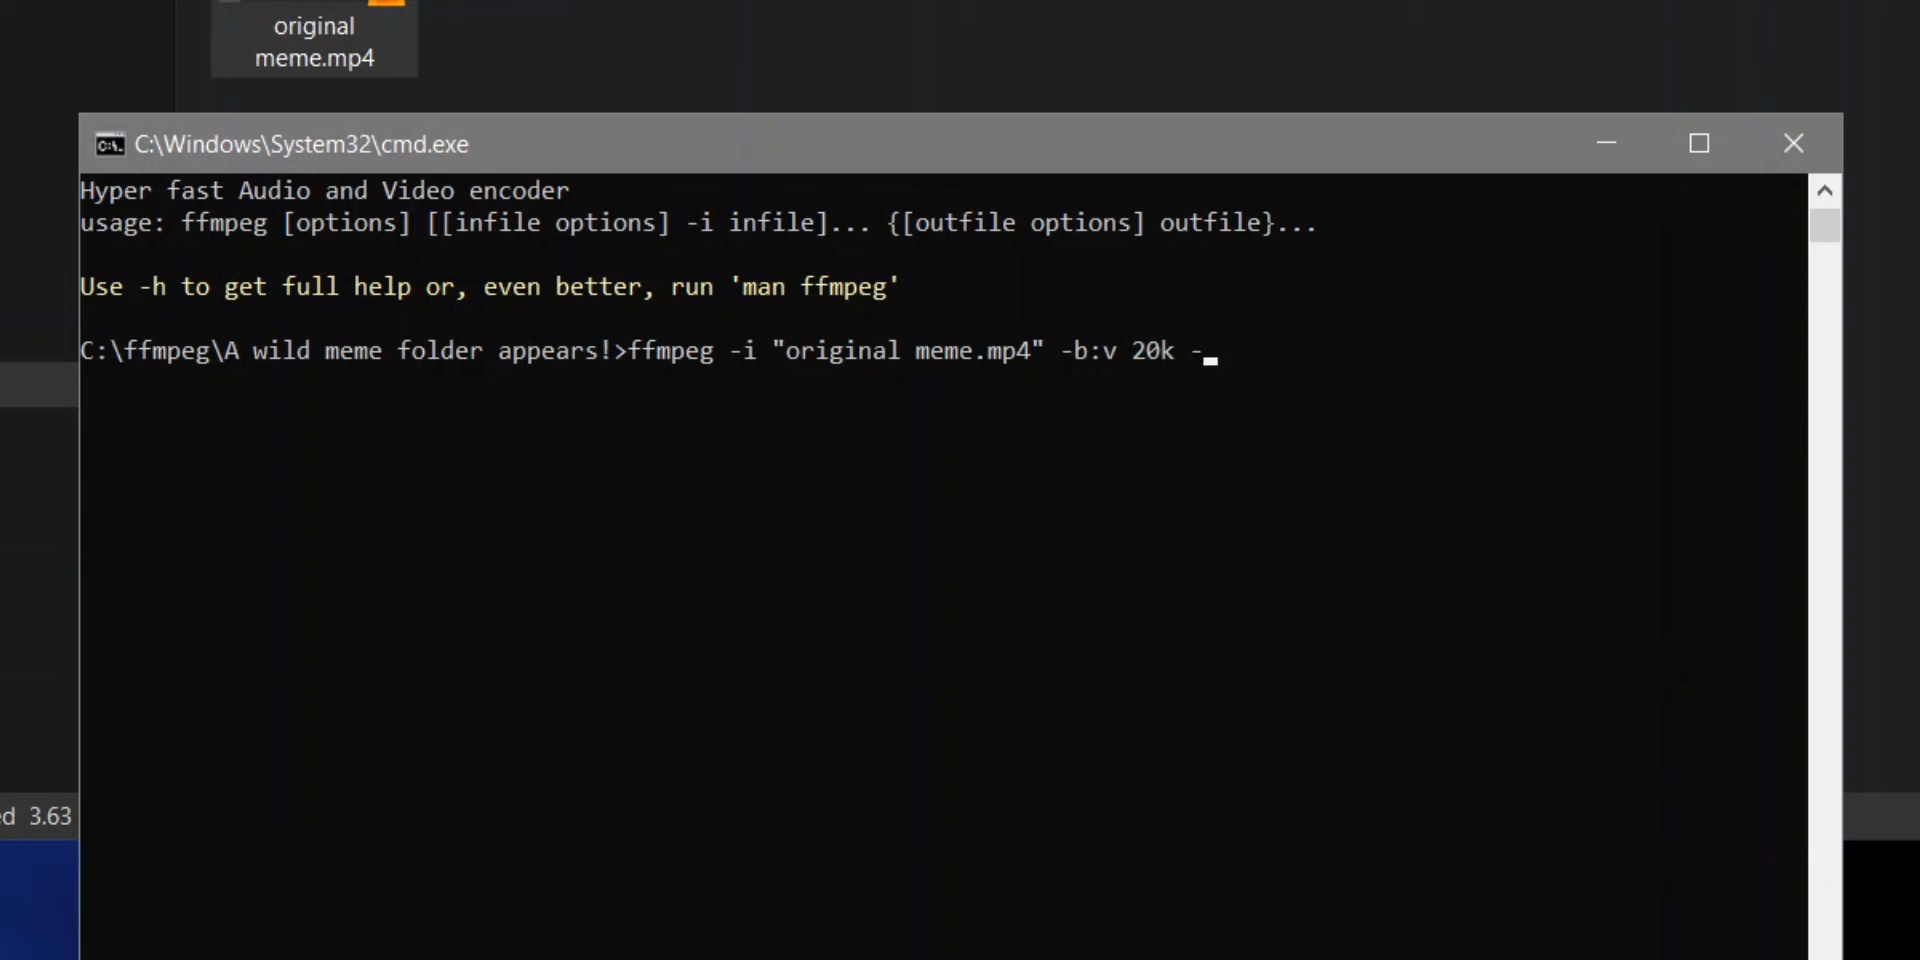 original
meme.mp4
C:\Windows\System32\cmd.exe
Hyper fast Audio and Video encoder
usage: ffmpeg [options] [[infile options] -i infile]... {[outfile options] outfile}...
Use -h to get full help or, even better, run 'man ffmpeg'
C:\ffmpeg\A wild meme folder appears!>ffmpeg -i "original meme.mp4" -b:v 20k -
3.63